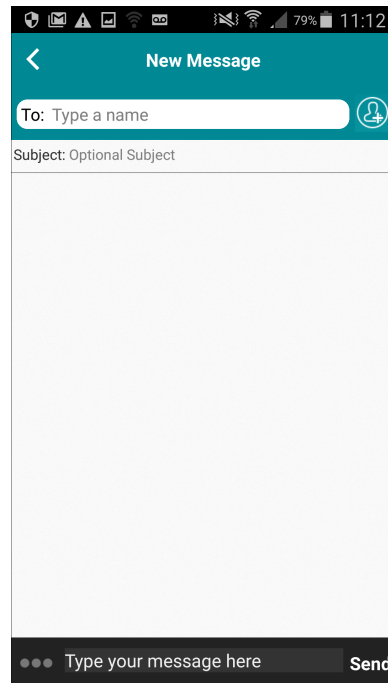 79% 11:12
New Message
To: Type a name
Subject: Optional Subject
Type your message here Send